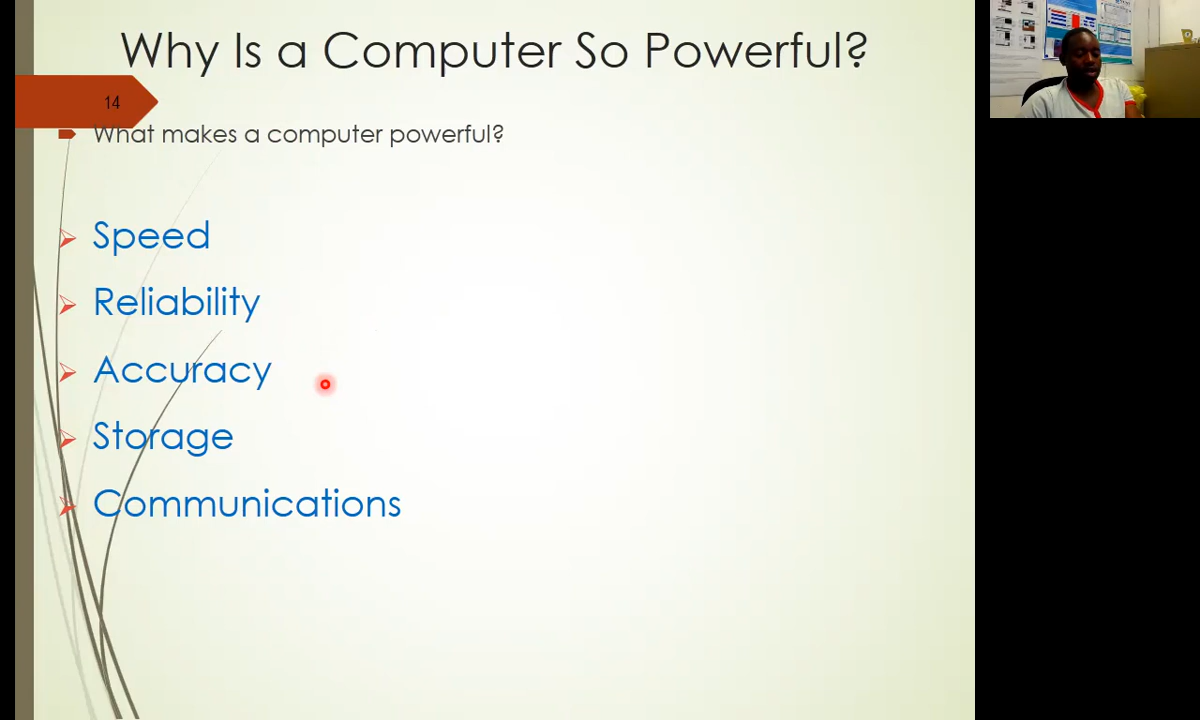 Why Is a Computer So Powerful?
14
What makes a computer powerful?
Speed
Reliability
Accuracy
Storage
Communications